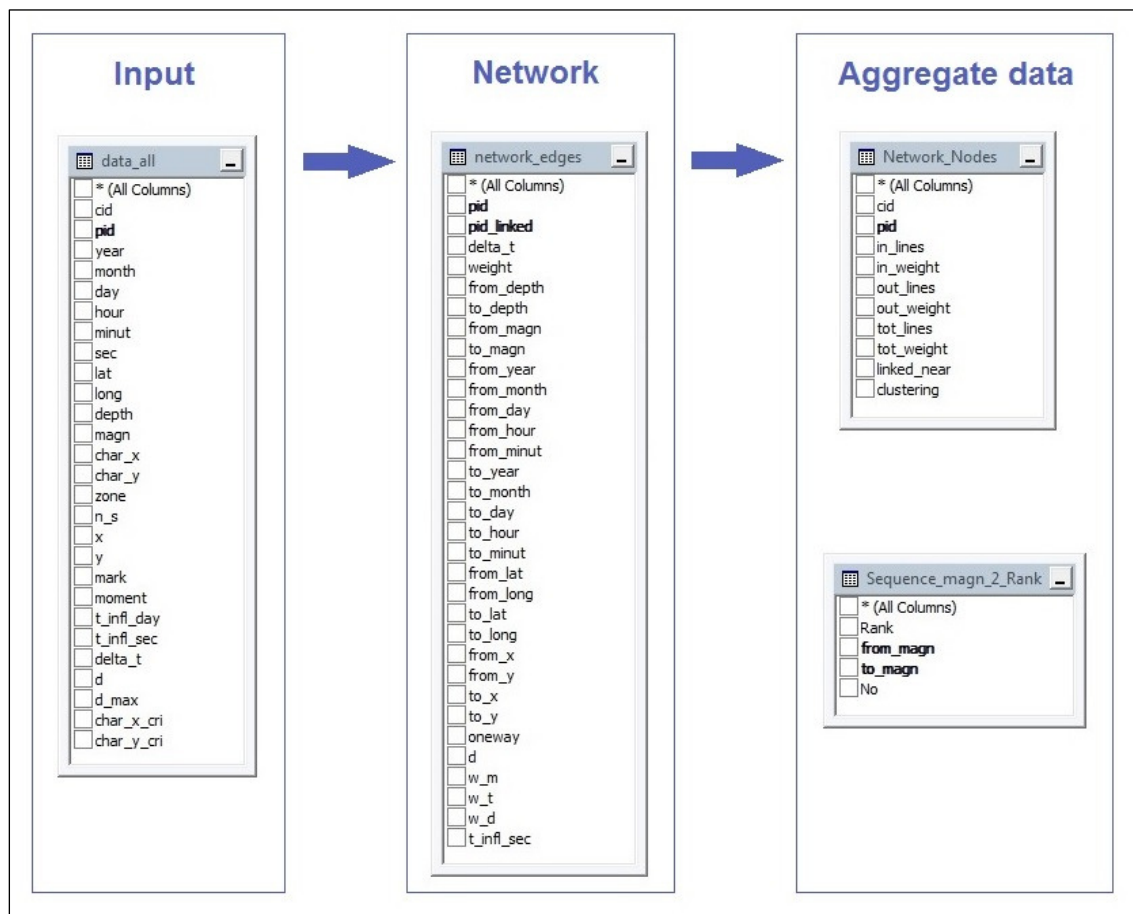 Input
data_all
* (All Columns)
cid
pid
year
month
day
hour
minut
sec
lat
long
depth
magn
char_x
char_y
zone
n_s
x
y
mark
moment
t_infl_day
t_infl_sec
delta_t
d
d_max
char_x_cri
char_y_cri
Network
network_edges
* (All Columns)
pid
pid_linked
delta_t
weight
from_depth
to_depth
from_magn
to_magn
from_year
from_month
from_day
from_hour
from_minut
to_year
to_month
to_day
to_hour
to_minut
from_lat
from_long
to_lat
to_long
from_x
from_y
to_x
to_y
oneway
d
w_m
w_t
w_d
t_infl_sec
Aggregate data
Network_Nodes
* (All Columns)
cid
pid
in_lines
in_weight
out_lines
out_weight
tot_lines
tot_weight
linked_near
clustering
Sequence_magn_2_Rank
* (All Columns)
Rank
from_magn
to_magn
No